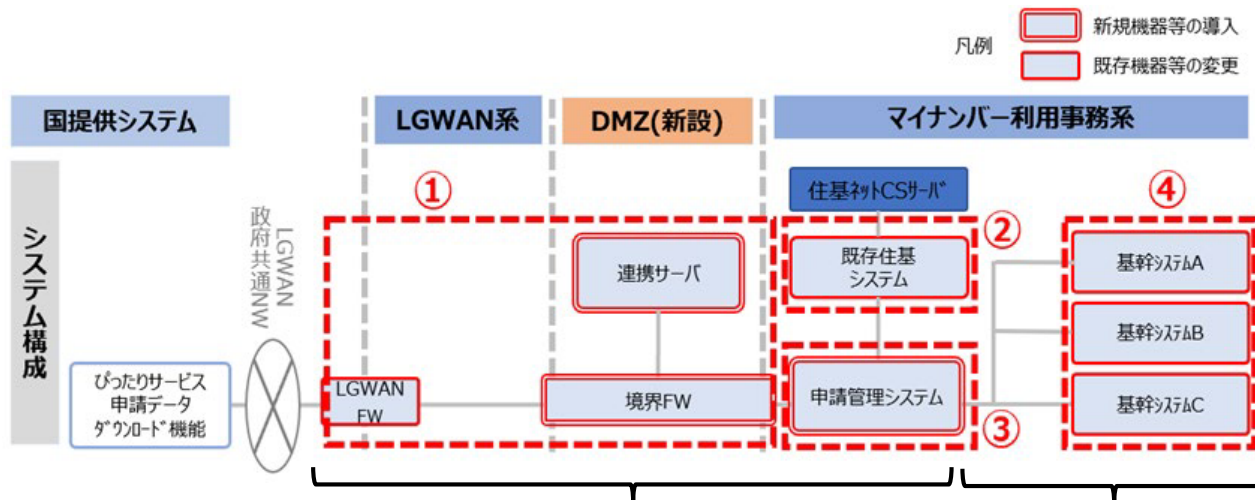 凡例
新規機器等の導入
既存機器等の変更
国提供システム
LGWAN系
DMZ(新設)
マイナンバー利用事務系
システム構成
①
住基ネットCSサーバ
②
④
LGWAN
政府共通NW
連携サーバ
既存住基
システム
基幹システムA
基幹システムB
ぴったりサービス
申請データ
ダウンロード機能
LGWAN
FW
境界FW
申請管理システム
③
基幹システムC